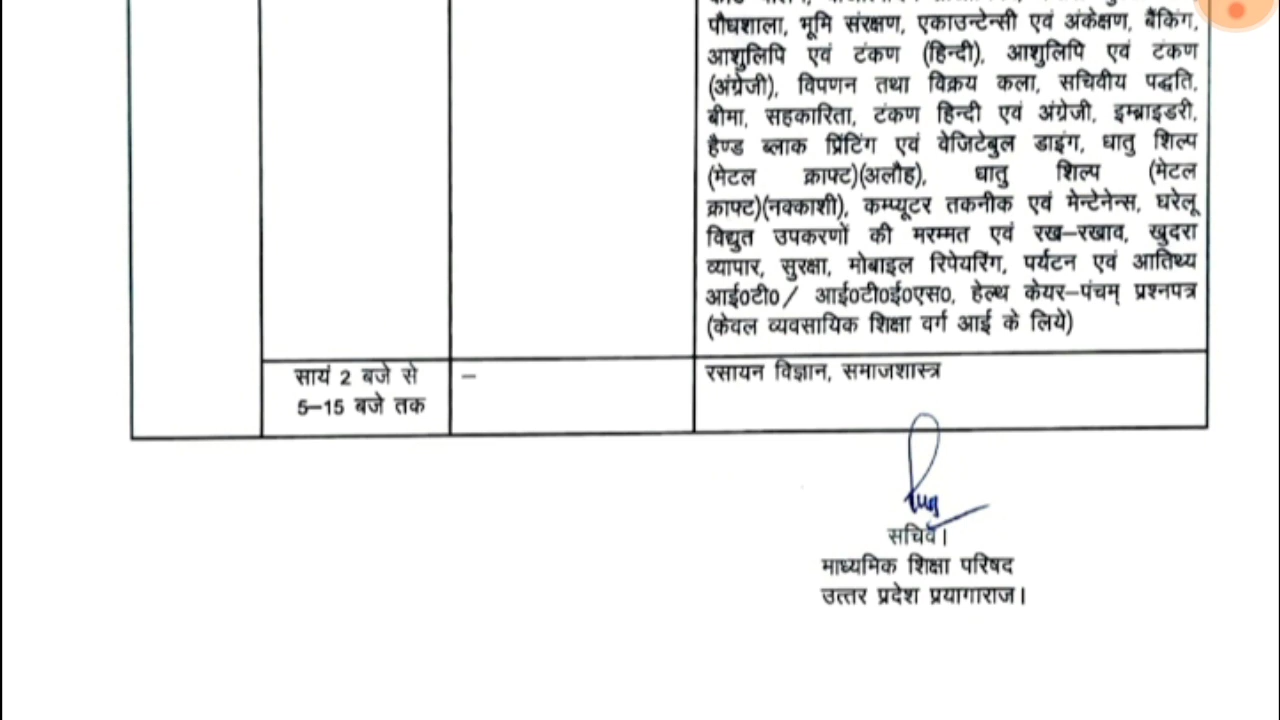 पौघशाला, भूमि संरक्षण, एकाउन्टेन्सी एवं अंकेक्षण, बैंकिंग,
आशुलिपि एवं टंकण (हिन्दी), आशुलिपि एवं टंकण
(अंग्रेजी), विपणन तथा विक्रय कला, सचिवीय पद्धति,
बीमा, सहकारिता, टंकण हिन्दी एवं अंग्रेजी, इम्ब्राइडरी,
हैण्ड ब्लाक प्रिंटिंग एवं वेजिटेबुल डाइंग, धातु शिल्प
(मेटल क्राफ्ट)(अलौह), धातु शिल्प (मेटल
क्राफ्ट)(नक्काशी), कम्प्यूटर तकनीक एवं मेन्टेनेन्स, घरेलू
विद्युत उपकरणों की मरम्मत एवं रख–रखाव, खुदरा
व्यापार, सुरक्षा, मोबाइल रिपेयरिंग, पर्यटन एवं आतिथ्य
आई0टी0/ आई0टी0ई0एस0, हेल्थ केयर–पंचम् प्रश्नपत्र
(केवल व्यवसायिक शिक्षा वर्ग आई के लिये)
सायं 2 बजे से
5–15 बजे तक
–
रसायन विज्ञान, समाजशास्त्र
सचिव।
माध्यमिक शिक्षा परिषद
उत्तर प्रदेश प्रयागाराज।